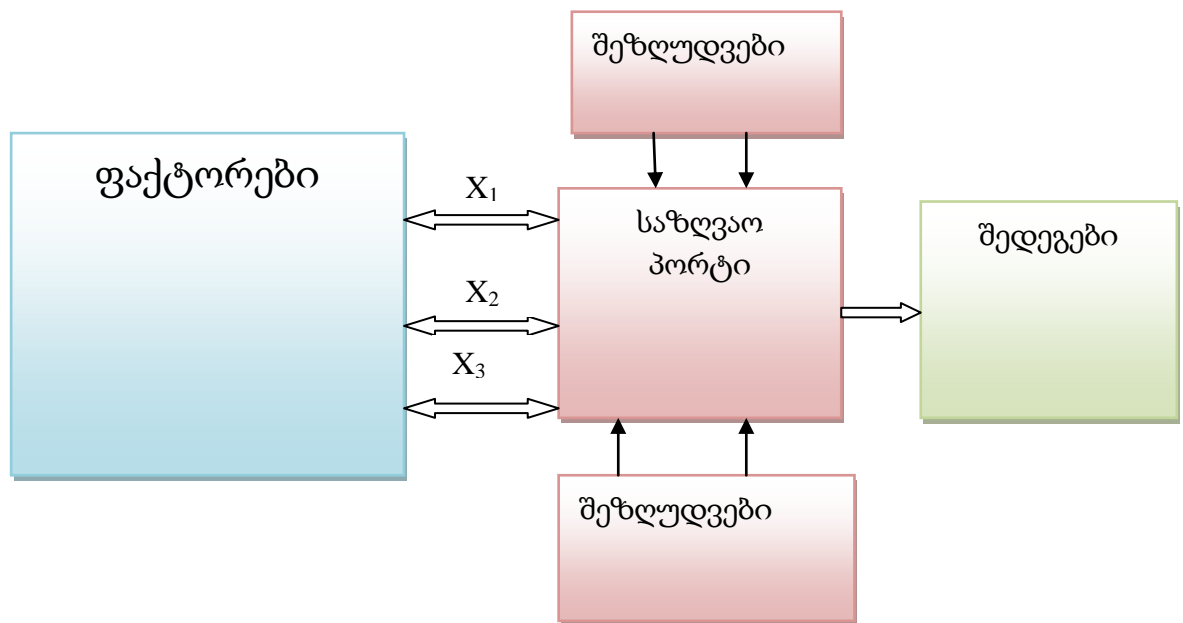 შეზღუდვები
ფაქტორები
X₁
საზღვაო
პორტი
შედეგები
X₂
X₃
შეზღუდვები